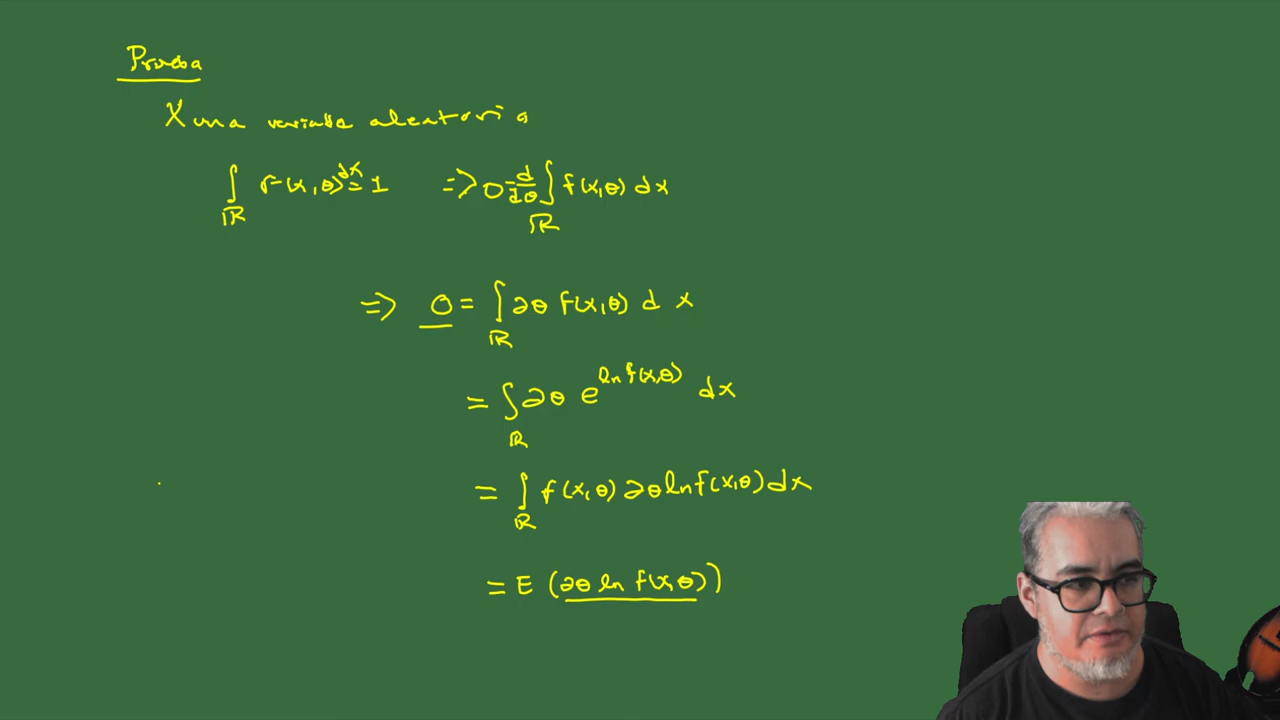 Prueba
X una variable aleatoria
∫_ℝ f(x,θ) dx = 1 ⇒ 0 = d/dθ ∫_ℝ f(x,θ) dx
⇒ 0 = ∫_ℝ ∂θ f(x,θ) dx
= ∫_ℝ ∂θ e^{ln f(x,θ)} dx
= ∫_ℝ f(x,θ) ∂θ ln f(x,θ) dx
= E (∂θ ln f(x,θ))